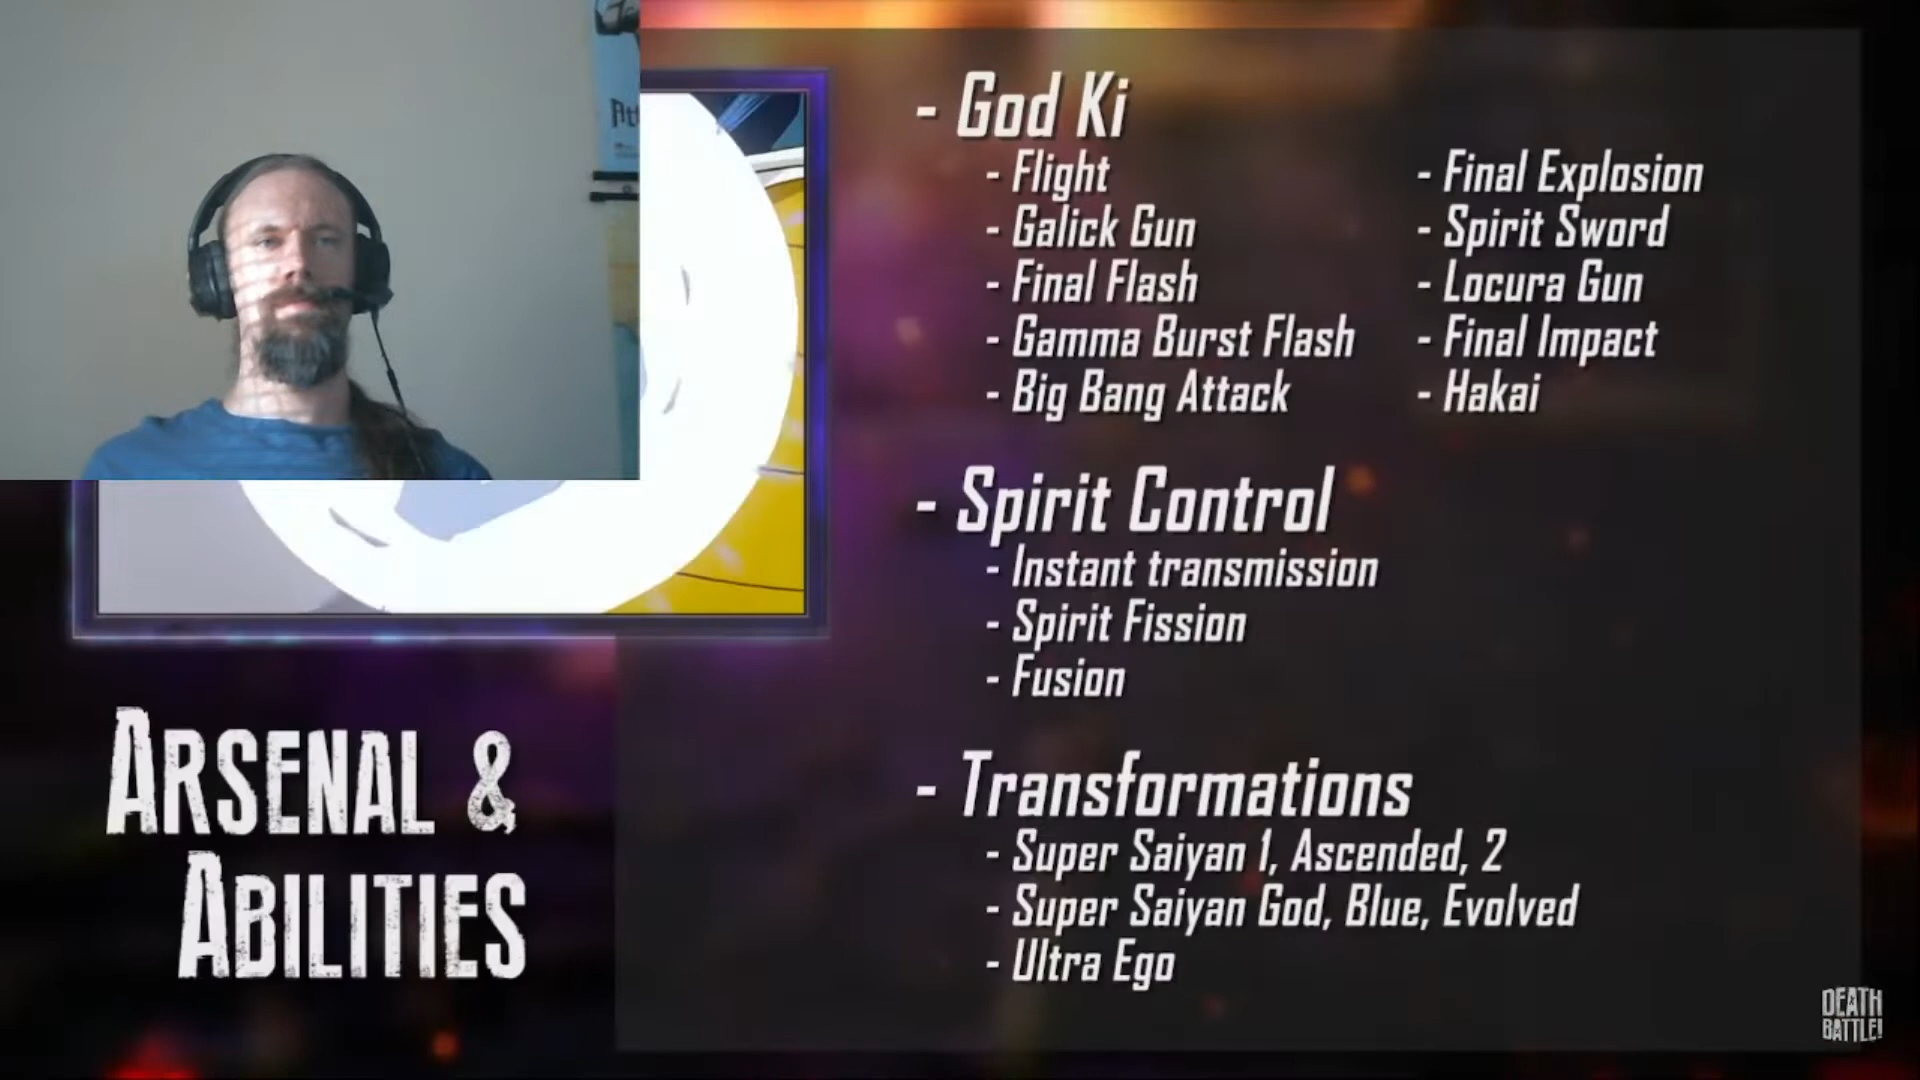 - God Ki
- Flight
- Galick Gun
- Final Flash
- Gamma Burst Flash
- Big Bang Attack
- Final Explosion
- Spirit Sword
- Locura Gun
- Final Impact
- Hakai
- Spirit Control
- Instant transmission
- Spirit Fission
- Fusion
- Transformations
- Super Saiyan 1, Ascended, 2
- Super Saiyan God, Blue, Evolved
- Ultra Ego
ARSENAL &
ABILITIES
DEATH
BATTLE!